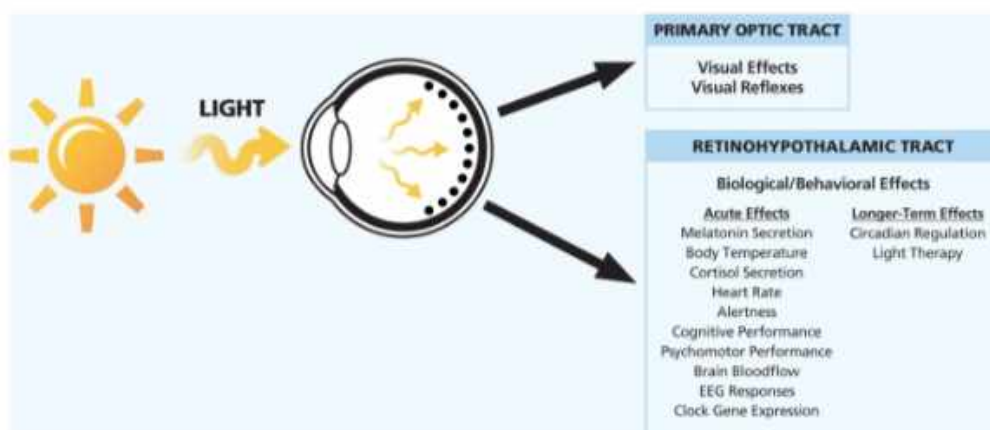 LIGHT
PRIMARY OPTIC TRACT
Visual Effects
Visual Reflexes
RETINOHYPOTHALAMIC TRACT
Biological/Behavioral Effects
Acute Effects
Melatonin Secretion
Body Temperature
Cortisol Secretion
Heart Rate
Alertness
Cognitive Performance
Psychomotor Performance
Brain Bloodflow
EEG Responses
Clock Gene Expression
Longer-Term Effects
Circadian Regulation
Light Therapy